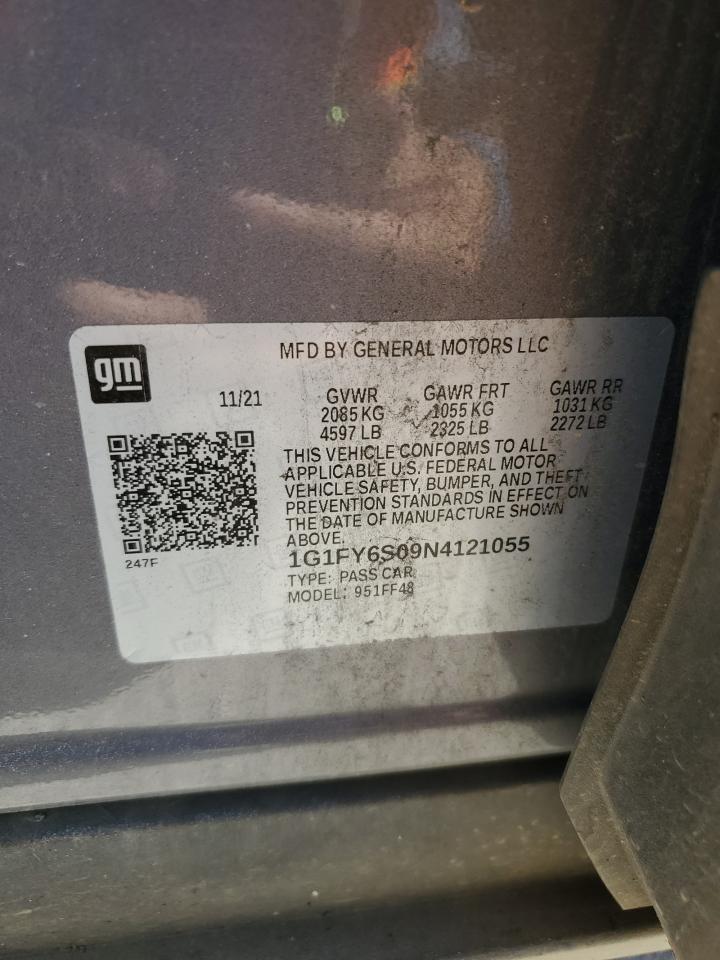 gm
MFD BY GENERAL MOTORS LLC
11/21 GVWR GAWR FRT GAWR RR
2085 KG 1055 KG 1031 KG
4597 LB 2325 LB 2272 LB
THIS VEHICLE CONFORMS TO ALL
APPLICABLE U.S. FEDERAL MOTOR
VEHICLE SAFETY, BUMPER, AND THEFT
PREVENTION STANDARDS IN EFFECT ON
THE DATE OF MANUFACTURE SHOWN
ABOVE.
247F
1G1FY6S09N4121055
TYPE: PASS CAR
MODEL: 951FF48